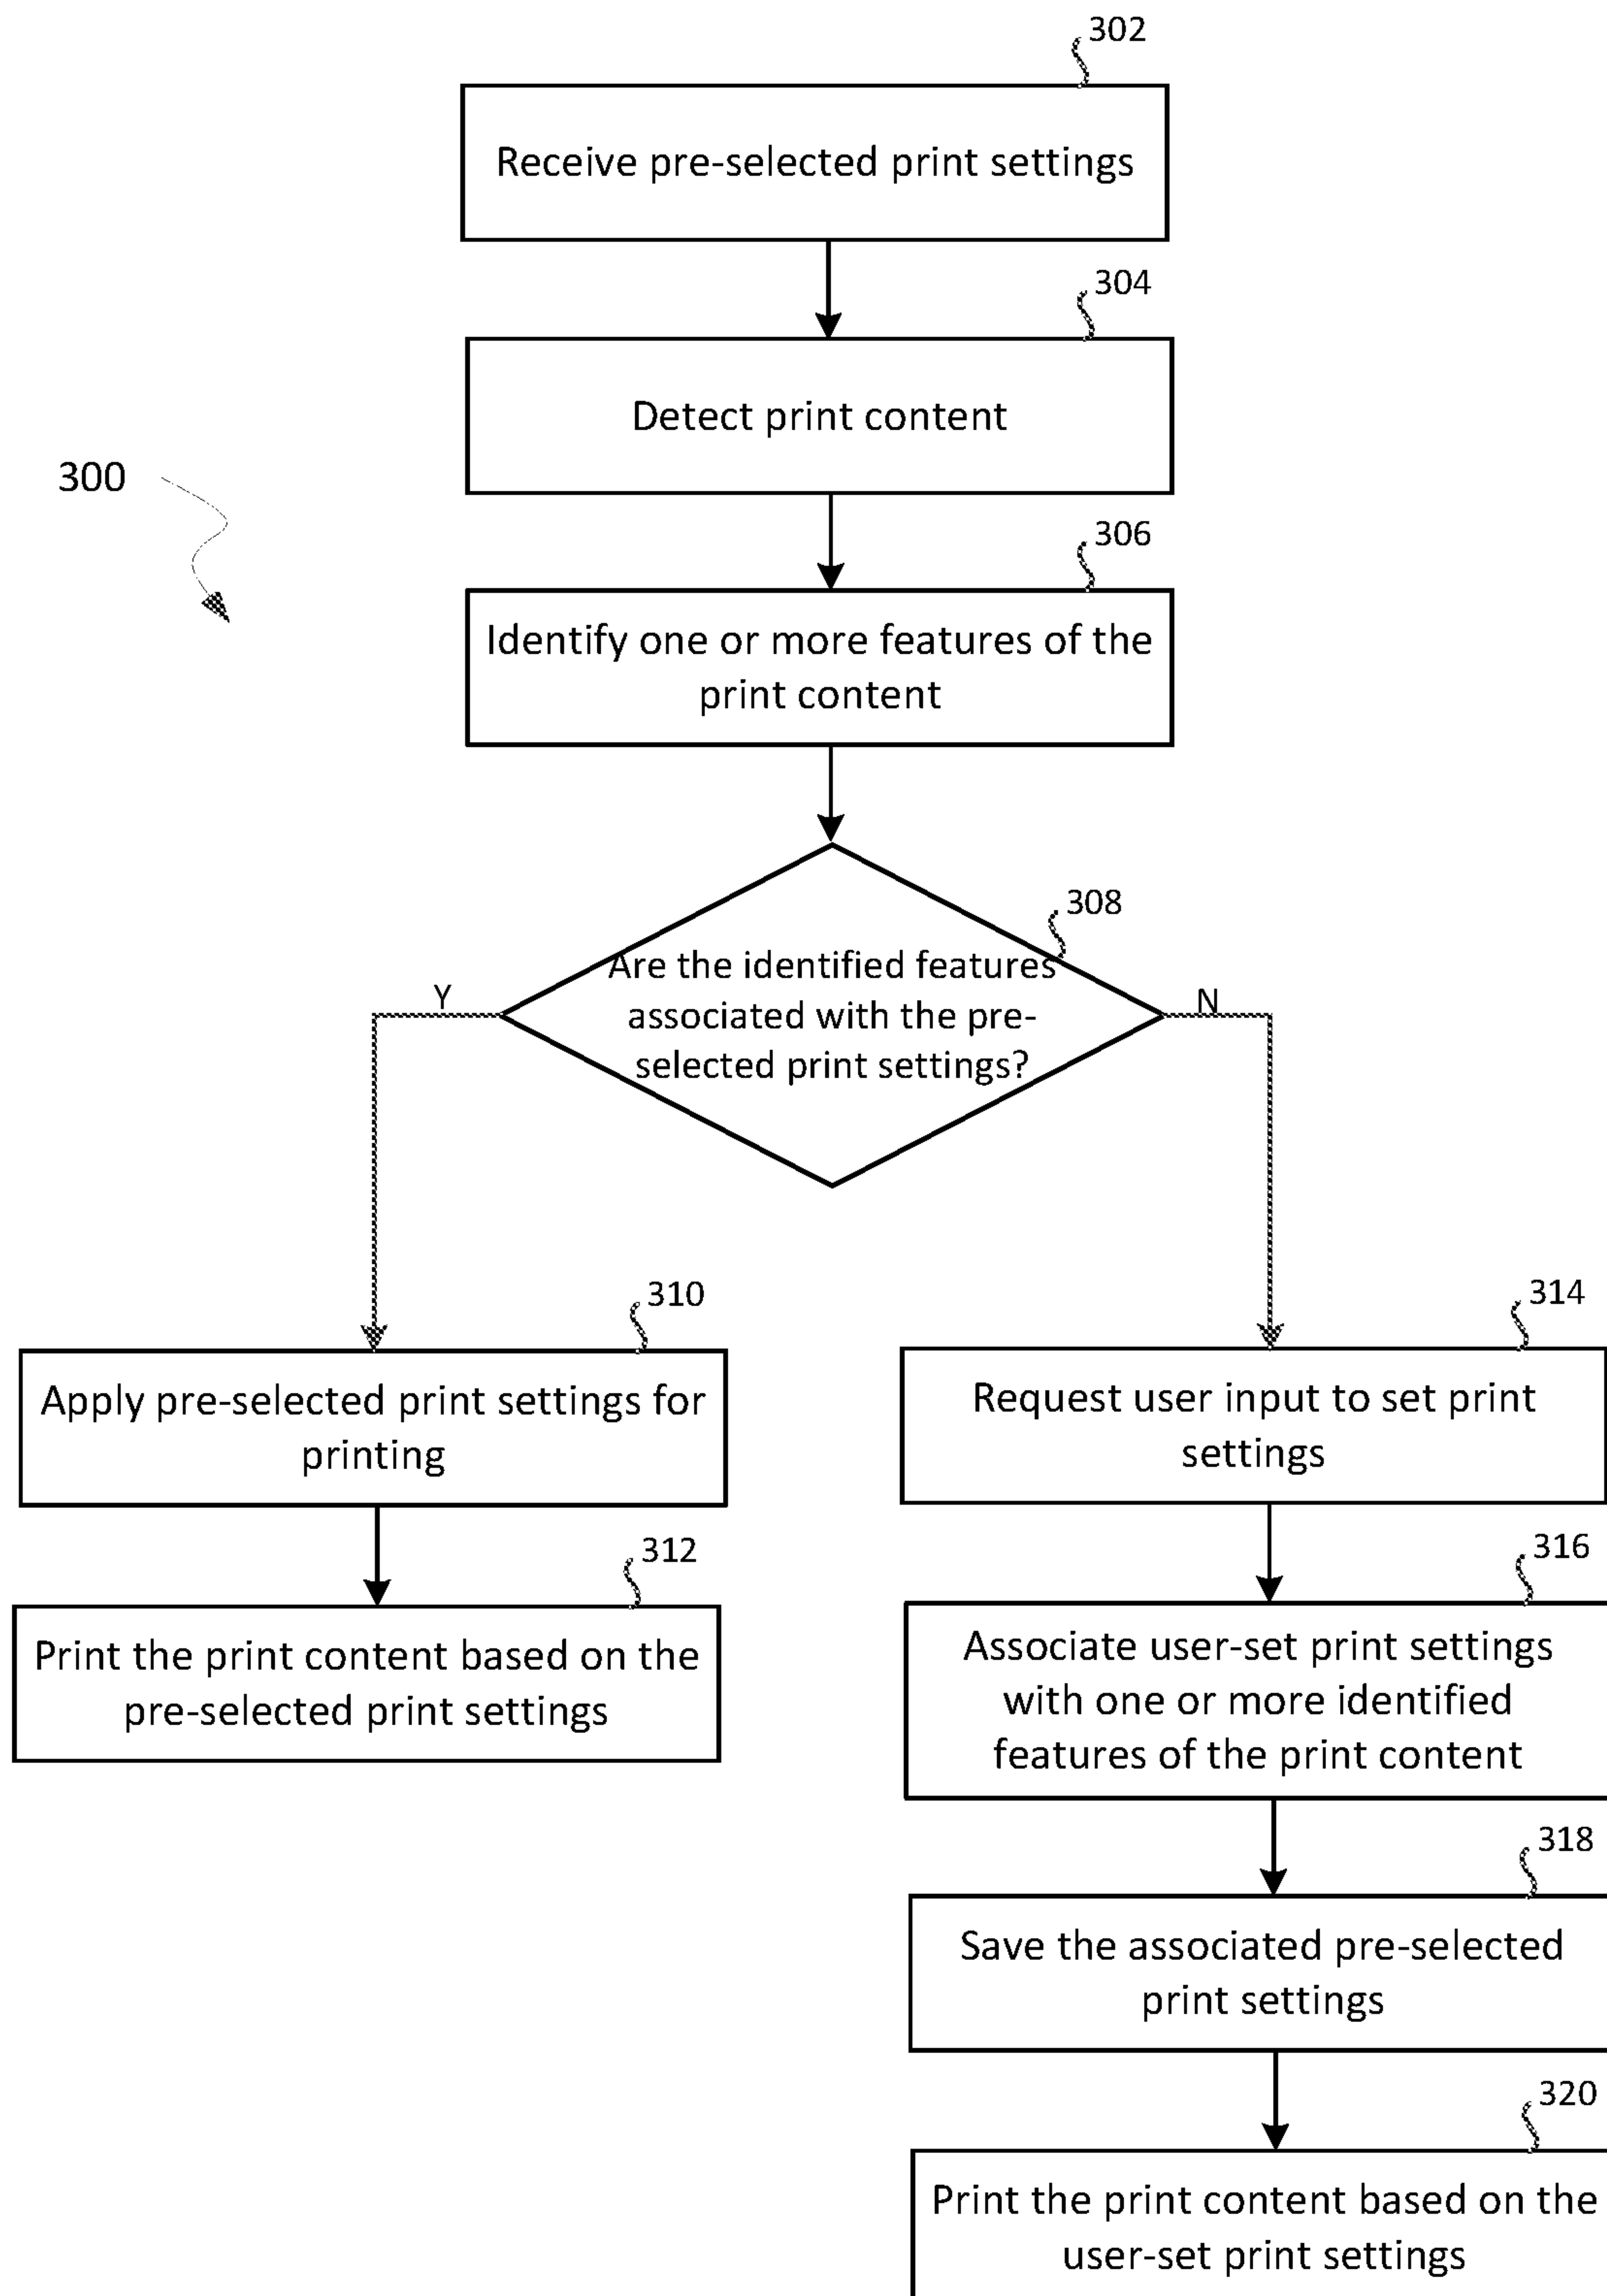 302
Receive pre-selected print settings
304
Detect print content
300
306
Identify one or more features of the
print content
308
Are the identified features
associated with the pre-
selected print settings?
Y
N
310
Apply pre-selected print settings for
printing
312
Print the print content based on the
pre-selected print settings
314
Request user input to set print
settings
316
Associate user-set print settings
with one or more identified
features of the print content
318
Save the associated pre-selected
print settings
320
Print the print content based on the
user-set print settings